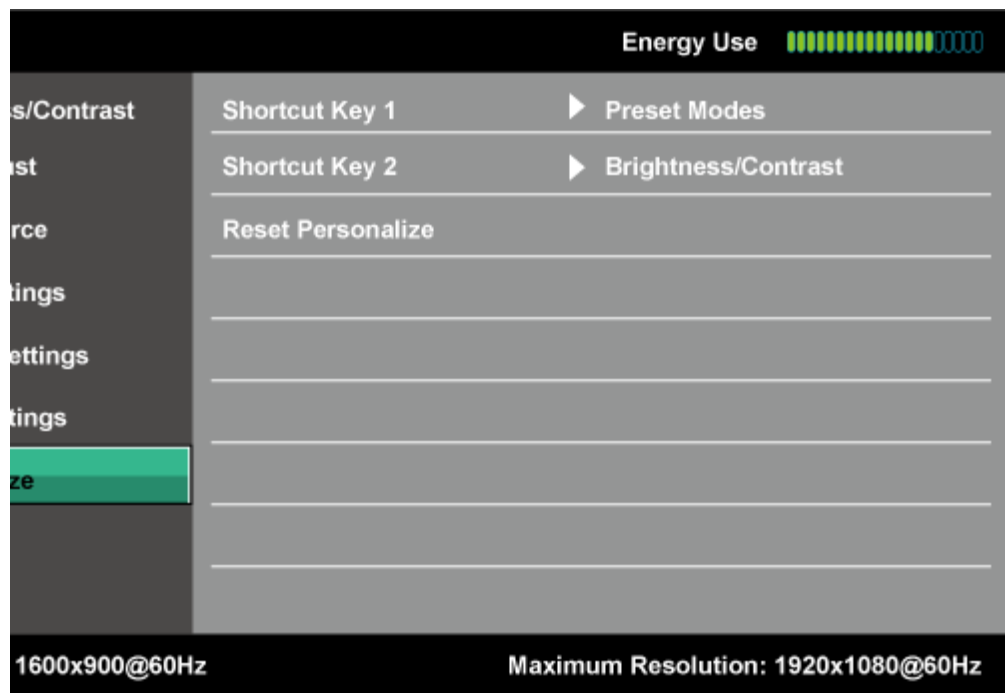 Energy Use
s/Contrast
Shortcut Key 1 Preset Modes
ust
Shortcut Key 2 Brightness/Contrast
rce
Reset Personalize
tings
ettings
tings
ze
1600x900@60Hz Maximum Resolution: 1920x1080@60Hz